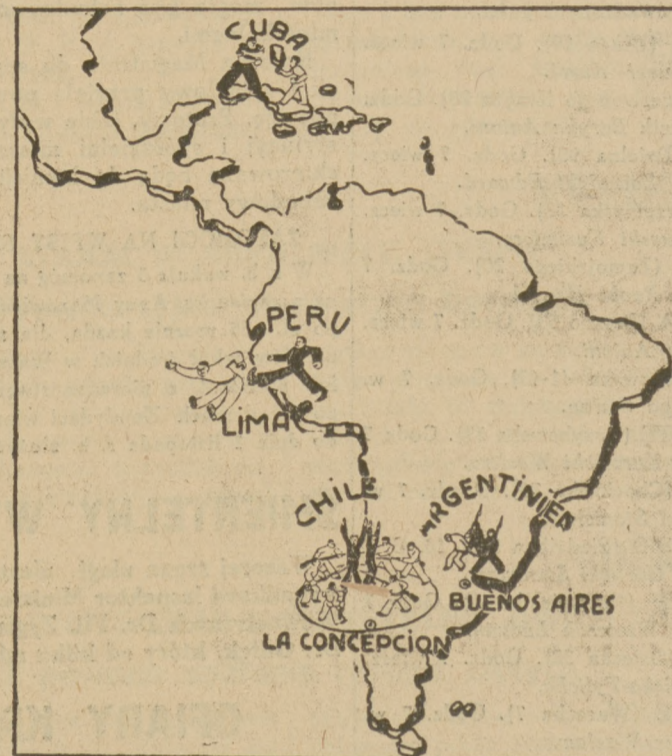 CUBA
PERU
LIMA
CHILE
ARGENTINIEN
BUENOS AIRES
LA CONCEPCION